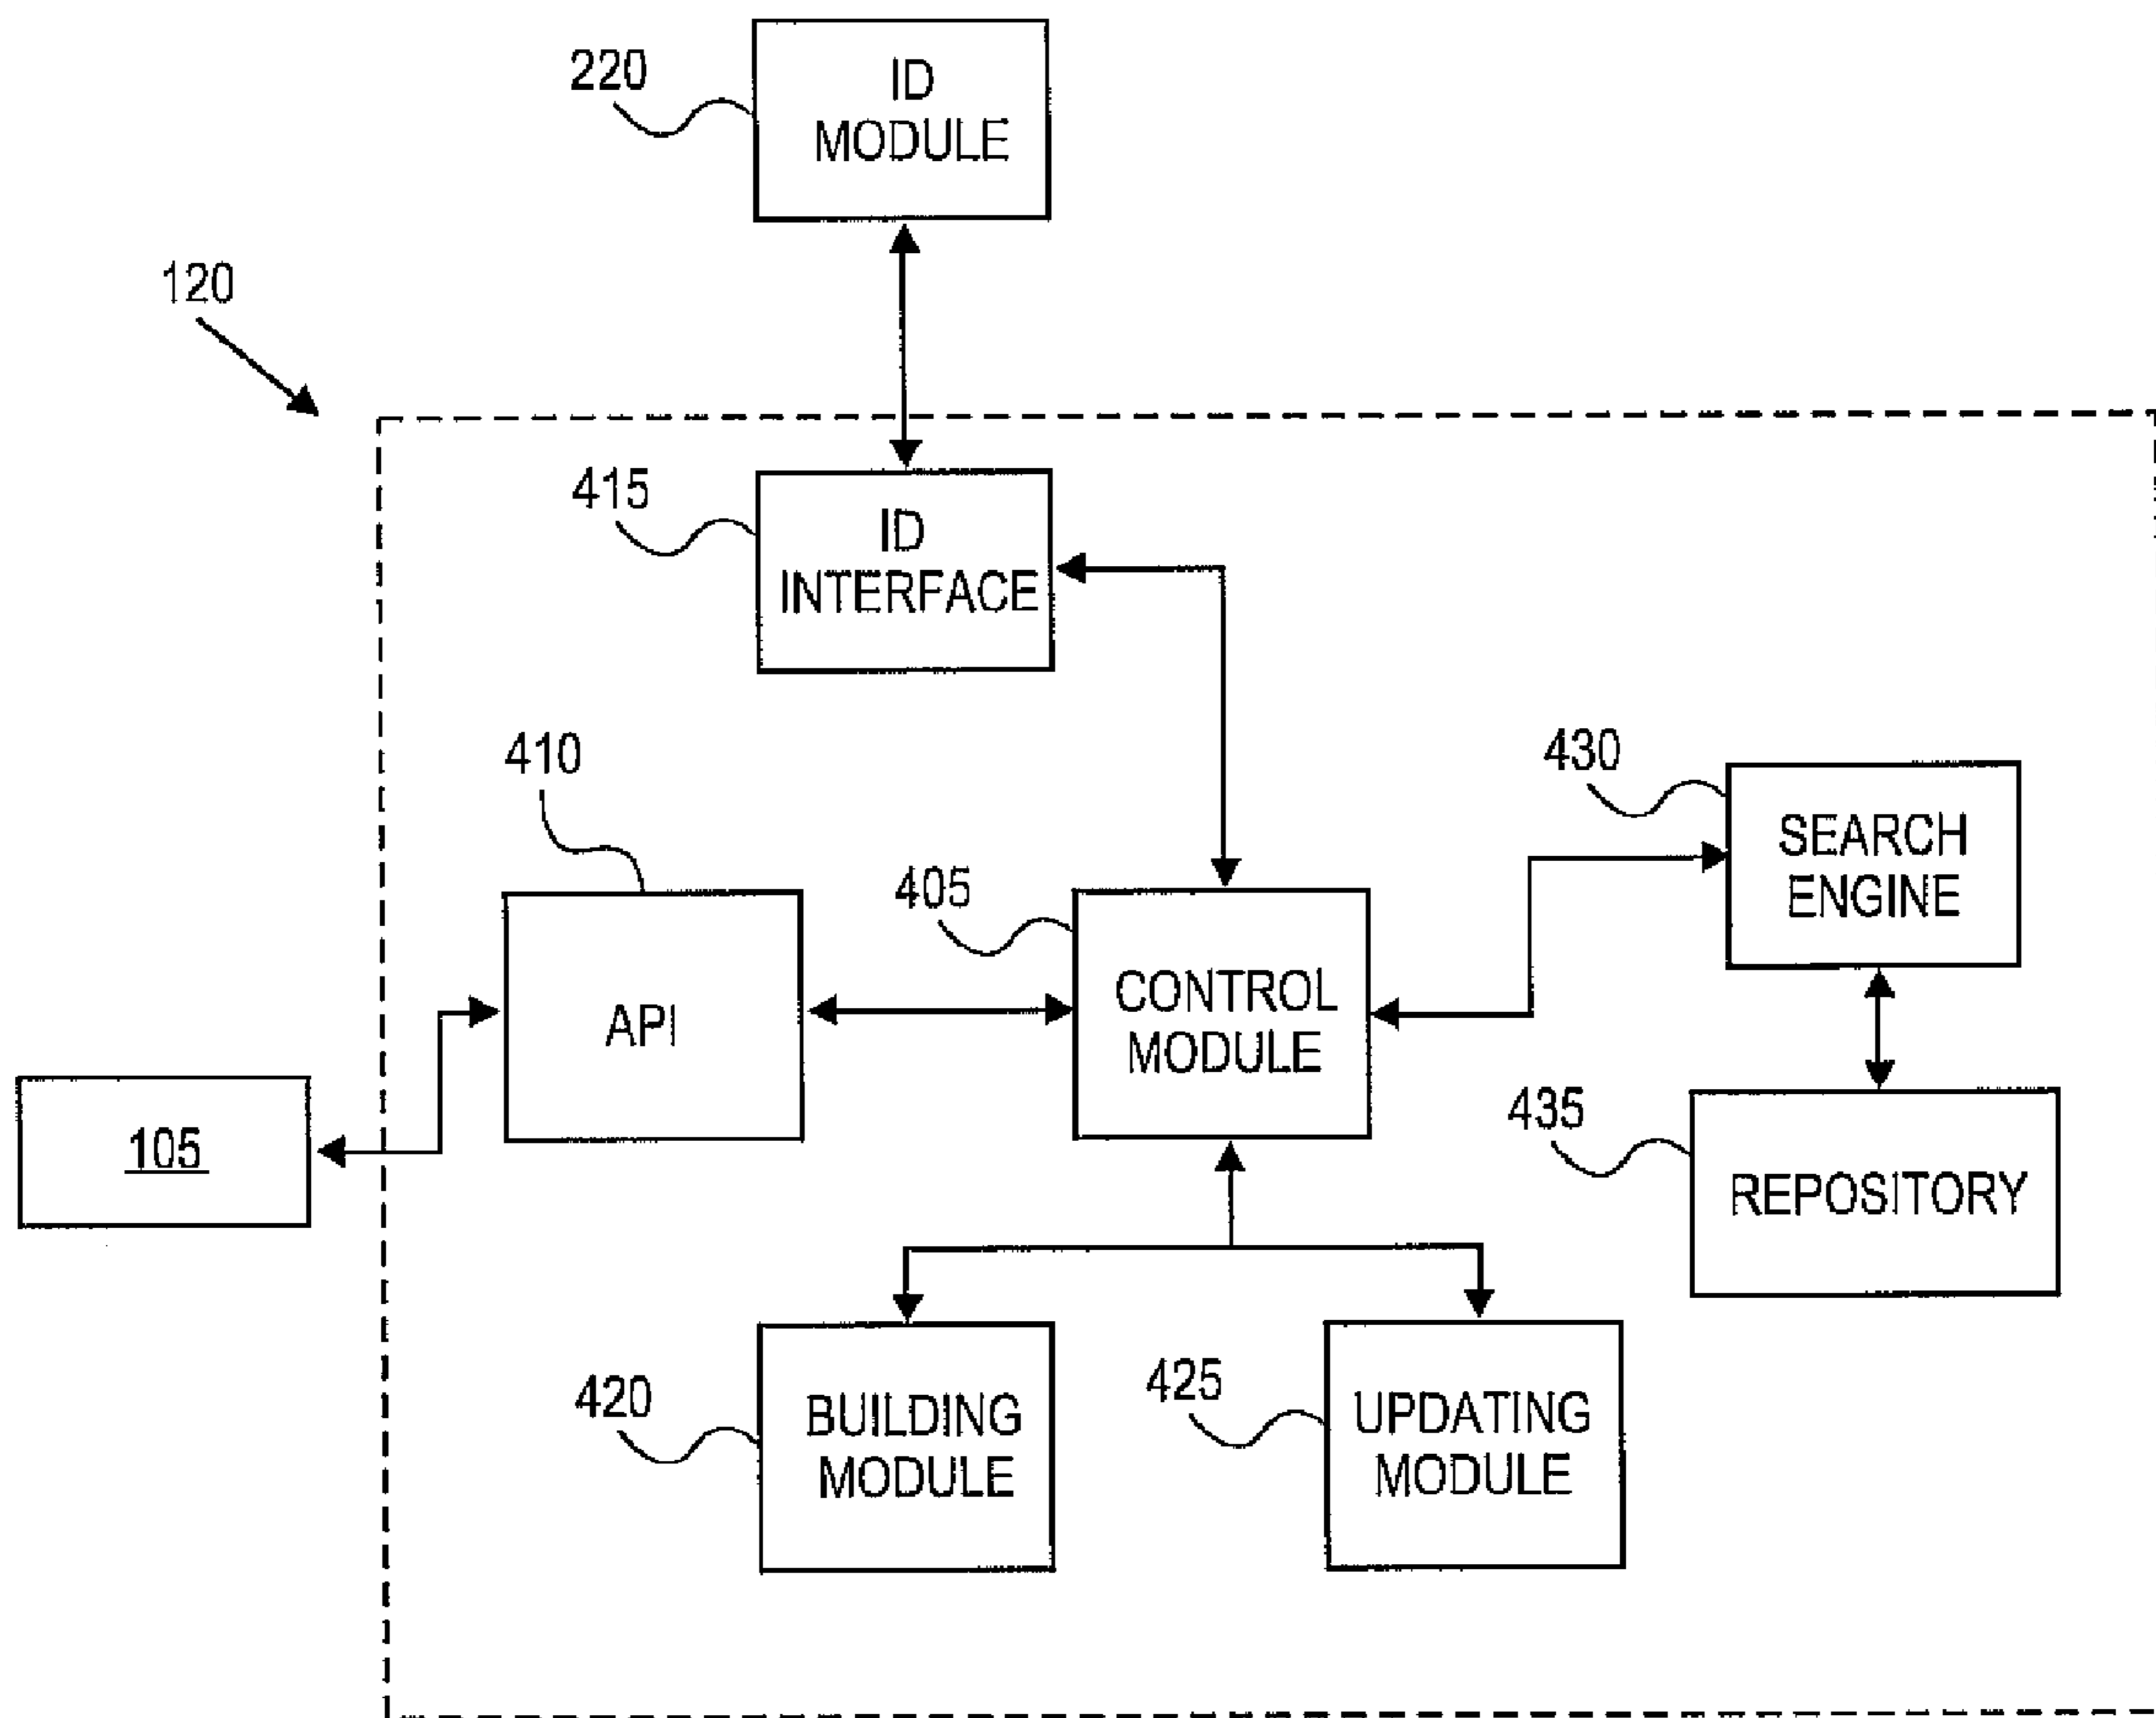 220
ID
MODULE
120
415
ID
INTERFACE
410
430
SEARCH
ENGINE
405
API
CONTROL
MODULE
105
435
REPOSITORY
420
BUILDING
MODULE
425
UPDATING
MODULE